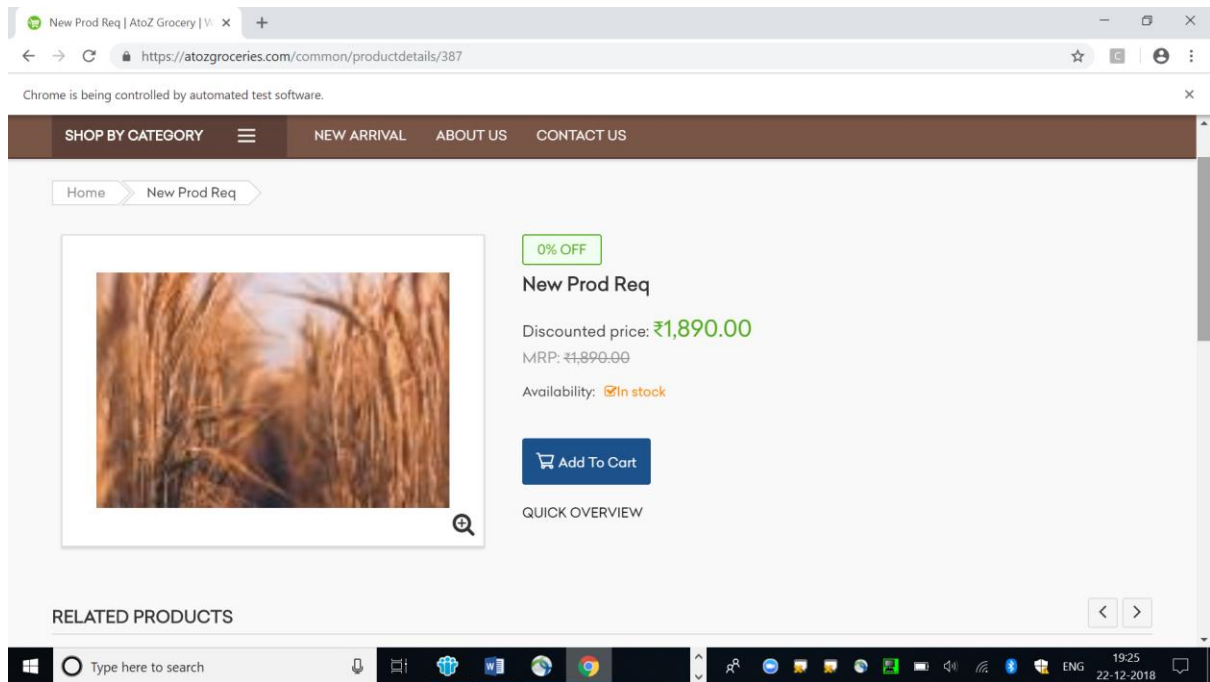 New Prod Req | AtoZ Grocery | W
https://atozgroceries.com/common/productdetails/387
Chrome is being controlled by automated test software.
SHOP BY CATEGORY NEW ARRIVAL ABOUT US CONTACT US
Home New Prod Req
0% OFF
New Prod Req
Discounted price: ₹1,890.00
MRP: ₹1,890.00
Availability: In stock
Add To Cart
QUICK OVERVIEW
RELATED PRODUCTS
Type here to search
ENG
19:25
22-12-2018